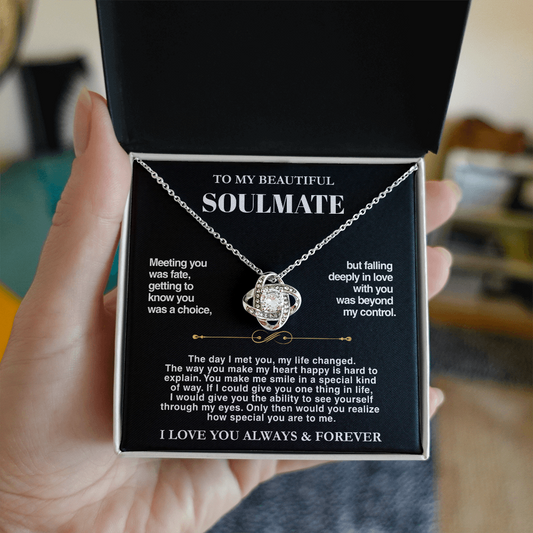 TO MY BEAUTIFUL
SOULMATE
Meeting you
was fate,
getting to
know you
was a choice,
but falling
deeply in love
with you
was beyond
my control.
The day I met you, my life changed.
The way you make my heart happy is hard to
explain. You make me smile in a special kind
of way. If I could give you one thing in life,
I would give you the ability to see yourself
through my eyes. Only then would you realize
how special you are to me.
I LOVE YOU ALWAYS & FOREVER